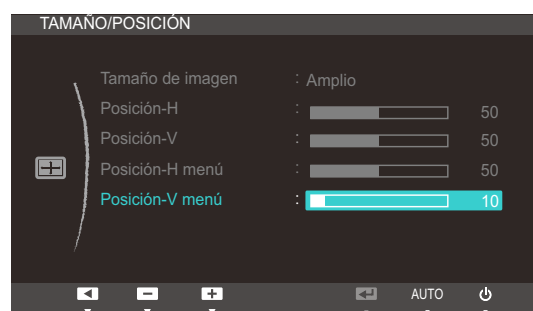 TAMAÑO/POSICIÓN
Tamaño de imagen : Amplio
Posición-H : 50
Posición-V : 50
Posición-H menú : 50
Posición-V menú : 10
AUTO